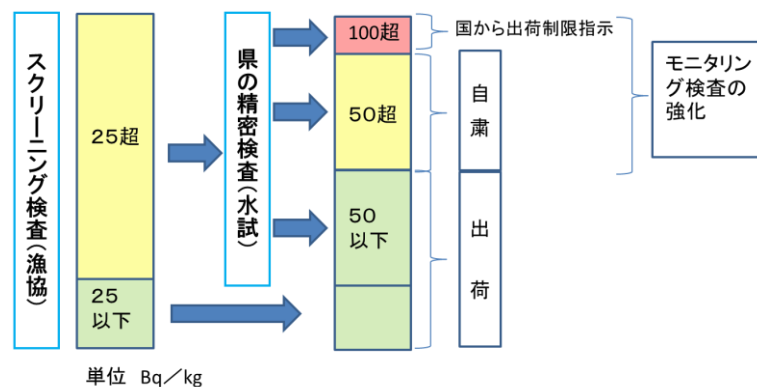 スクリーニング検査(漁協)
25超
25
以下
県の精密検査(水試)
100超
50超
50
以下
国から出荷制限指示
自粛
出荷
モニタリン
グ検査の
強化
単位 Bq/kg